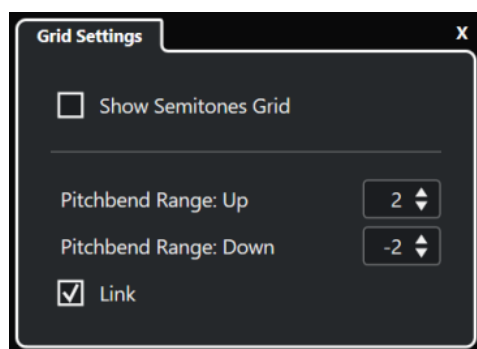 Grid Settings X
Show Semitones Grid
Pitchbend Range: Up 2
Pitchbend Range: Down -2
Link